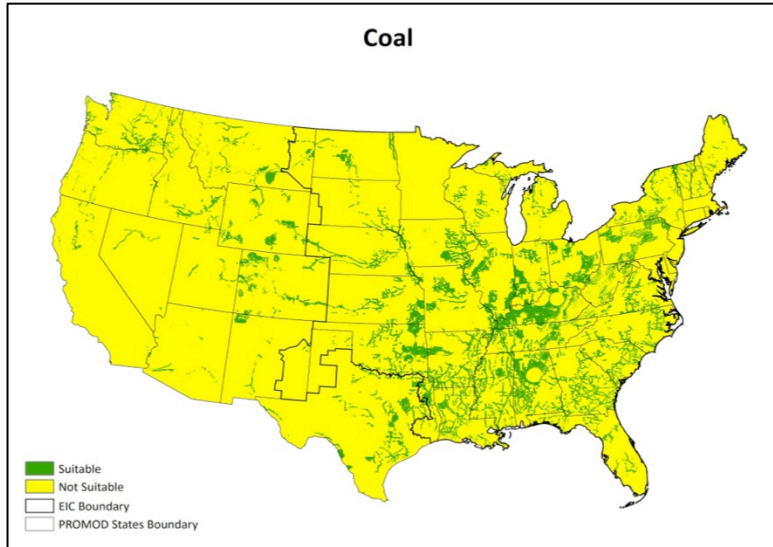 Coal
Suitable
Not Suitable
EIC Boundary
PROMOD States Boundary